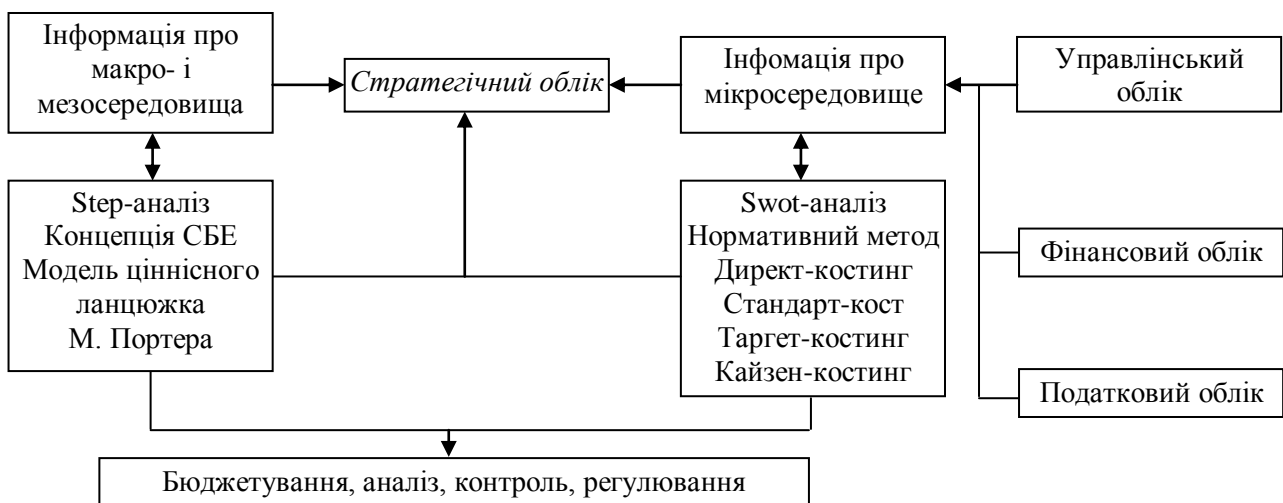 Інформація про
макро- і
мезосередовища
Стратегічний облік
Інфомація про
мікросередовище
Управлінський
облік
Step-аналіз
Концепція СБЕ
Модель ціннісного
ланцюжка
М. Портера
Swot-аналіз
Нормативний метод
Директ-костинг
Стандарт-кост
Таргет-костинг
Кайзен-костинг
Фінансовий облік
Податковий облік
Бюджетування, аналіз, контроль, регулювання